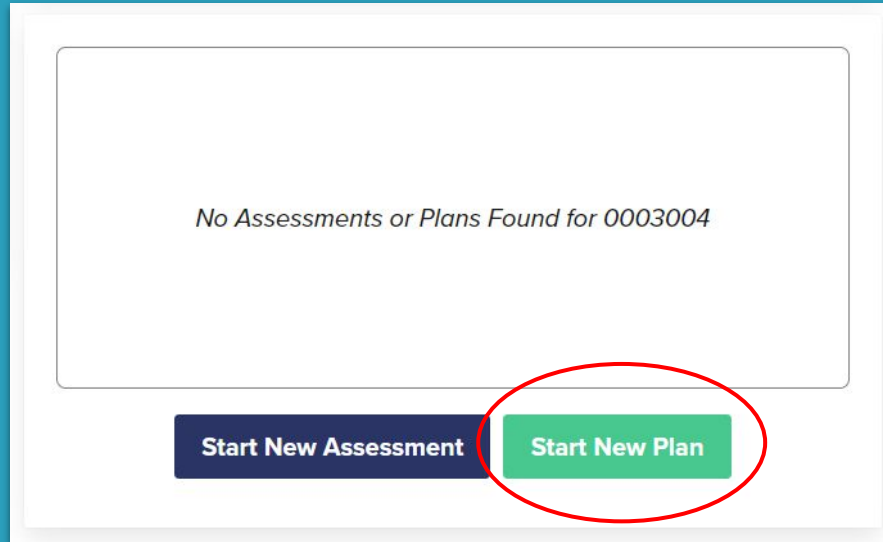 No Assessments or Plans Found for 0003004
Start New Assessment
Start New Plan